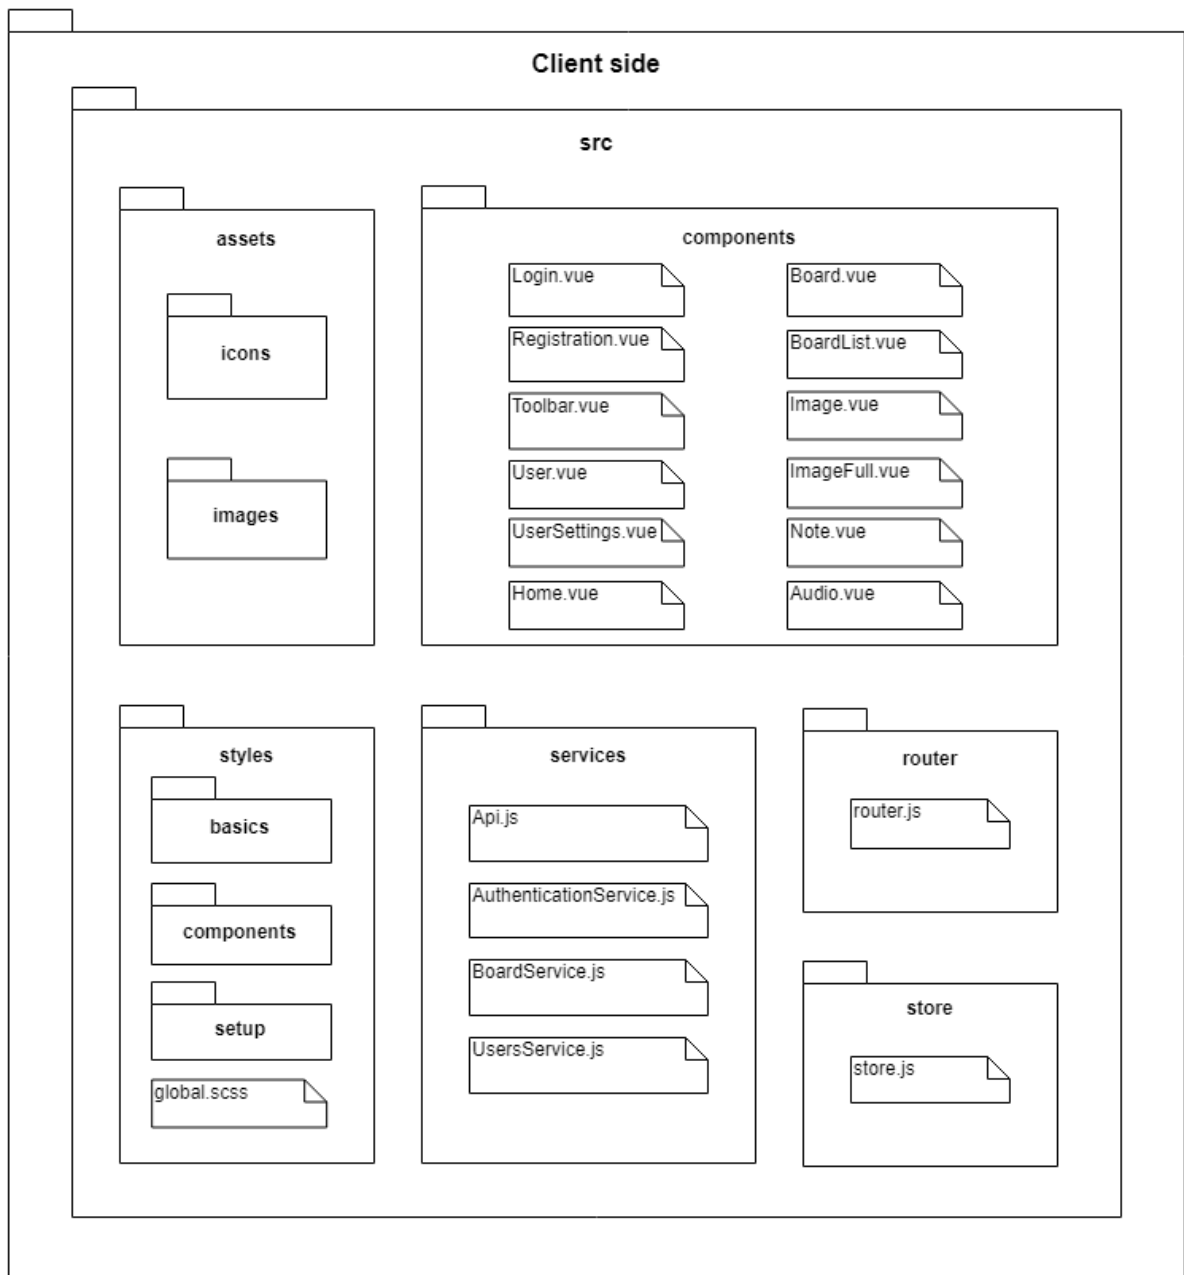 Client side
src
assets
icons
images
components
Login.vue
Registration.vue
Toolbar.vue
User.vue
UserSettings.vue
Home.vue
Board.vue
BoardList.vue
Image.vue
ImageFull.vue
Note.vue
Audio.vue
styles
basics
components
setup
global.scss
services
Api.js
AuthenticationService.js
BoardService.js
UsersService.js
router
router.js
store
store.js